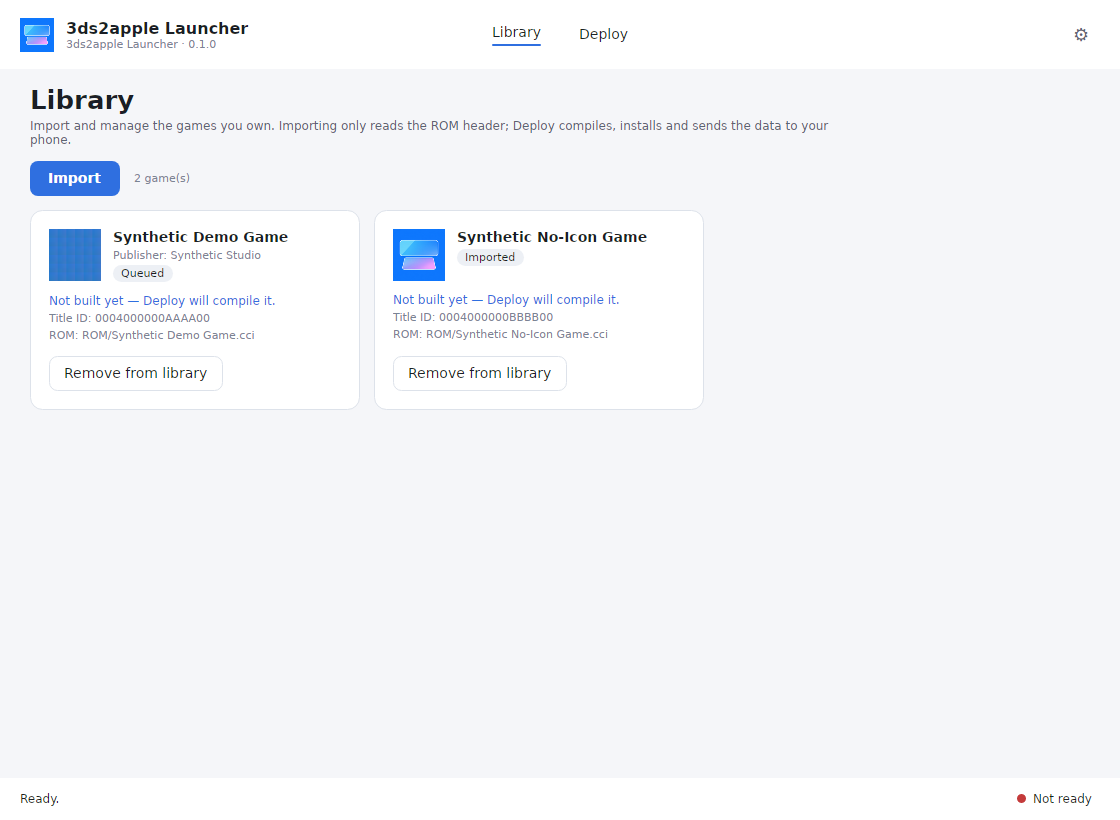 3ds2apple Launcher
3ds2apple Launcher · 0.1.0
Library
Deploy
Library
Import and manage the games you own. Importing only reads the ROM header; Deploy compiles, installs and sends the data to your
phone.
Import
2 game(s)
Synthetic Demo Game
Publisher: Synthetic Studio
Queued
Not built yet — Deploy will compile it.
Title ID: 0004000000AAAA00
ROM: ROM/Synthetic Demo Game.cci
Remove from library
Synthetic No-Icon Game
Imported
Not built yet — Deploy will compile it.
Title ID: 0004000000BBBB00
ROM: ROM/Synthetic No-Icon Game.cci
Remove from library
Ready.
Not ready